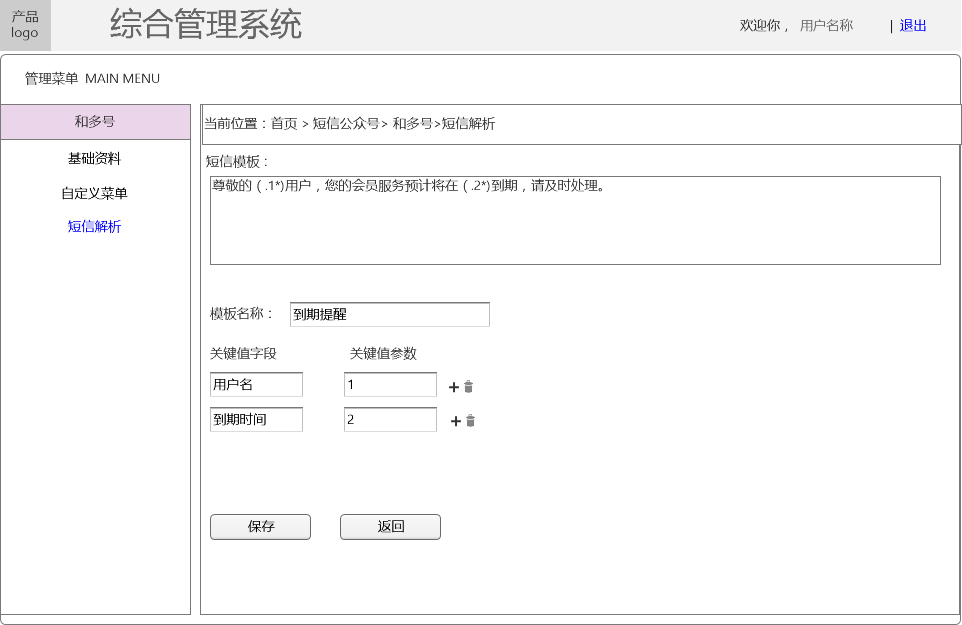 产品
logo
综合管理系统
欢迎你， 用户名称 | 退出
管理菜单 MAIN MENU
和多号
基础资料
自定义菜单
短信解析
当前位置：首页 > 短信公众号> 和多号>短信解析
短信模板：
尊敬的（.1*)用户，您的会员服务预计将在（.2*)到期，请及时处理。
模板名称： 到期提醒
关键值字段 关键值参数
用户名 1
到期时间 2
保存 返回